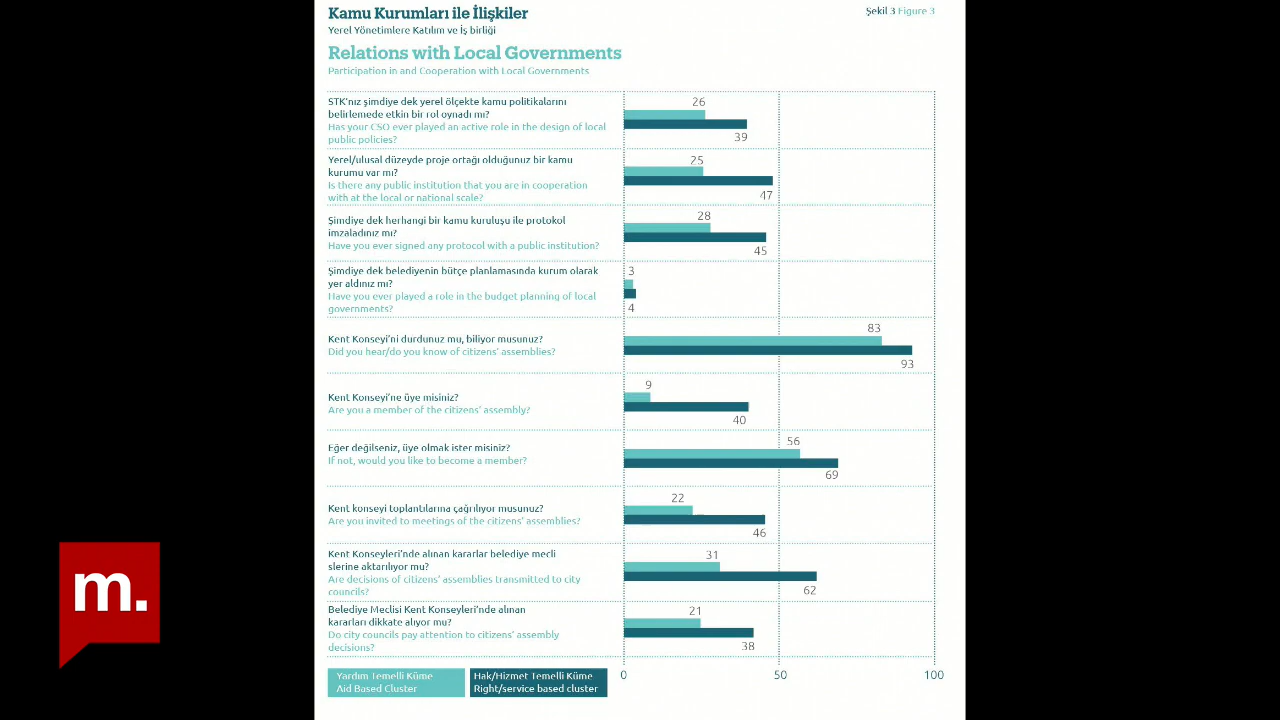 Kamu Kurumları ile İlişkiler
Şekil 3 Figure 3
Yerel Yönetimlere Katılım ve iş birliği
Relations with Local Governments
Participation in and Cooperation with Local Governments
STK'nız şimdiye dek yerel ölçekte kamu politikalarını
belirlemede etkin bir rol oynadı mı?
Has your CSO ever played an active role in the design of local
public policies?
26
39
Yerel/ulusal düzeyde proje ortağı olduğunuz bir kamu
kurumu var mı?
Is there any public institution that you are in cooperation
with at the local or national scale?
25
47
Şimdiye dek herhangi bir kamu kuruluşu ile protokol
imzaladınız mı?
Have you ever signed any protocol with a public institution?
28
45
Şimdiye dek belediyenin bütçe planlamasında kurum olarak
yer aldınız mı?
Have you ever played a role in the budget planning of local
governments?
3
4
Kent Konseyi'ni durdunuz mu, biliyor musunuz?
Did you hear/do you know of citizens' assemblies?
83
93
Kent Konseyi'ne üye misiniz?
Are you a member of the citizens' assembly?
9
40
Eğer değilseniz, üye olmak ister misiniz?
If not, would you like to become a member?
56
69
Kent konseyi toplantılarına çağrılıyor musunuz?
Are you invited to meetings of the citizens' assemblies?
22
46
Kent Konseyleri'nde alınan kararlar belediye mecli
slerine aktarılıyor mu?
Are decisions of citizens' assemblies transmitted to city
councils?
31
62
Belediye Meclisi Kent Konseyleri'nde alınan
kararları dikkate alıyor mu?
Do city councils pay attention to citizens' assembly
decisions?
21
38
0 50 100
Yardım Temelli Küme
Aid Based Cluster
Hak/Hizmet Temelli Küme
Right/service based cluster
m.